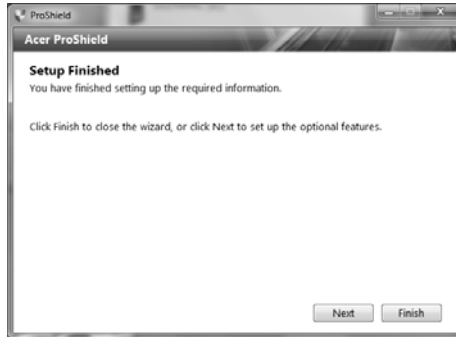 ProShield
Acer ProShield
Setup Finished
You have finished setting up the required information.
Click Finish to close the wizard, or click Next to set up the optional features.
Next
Finish